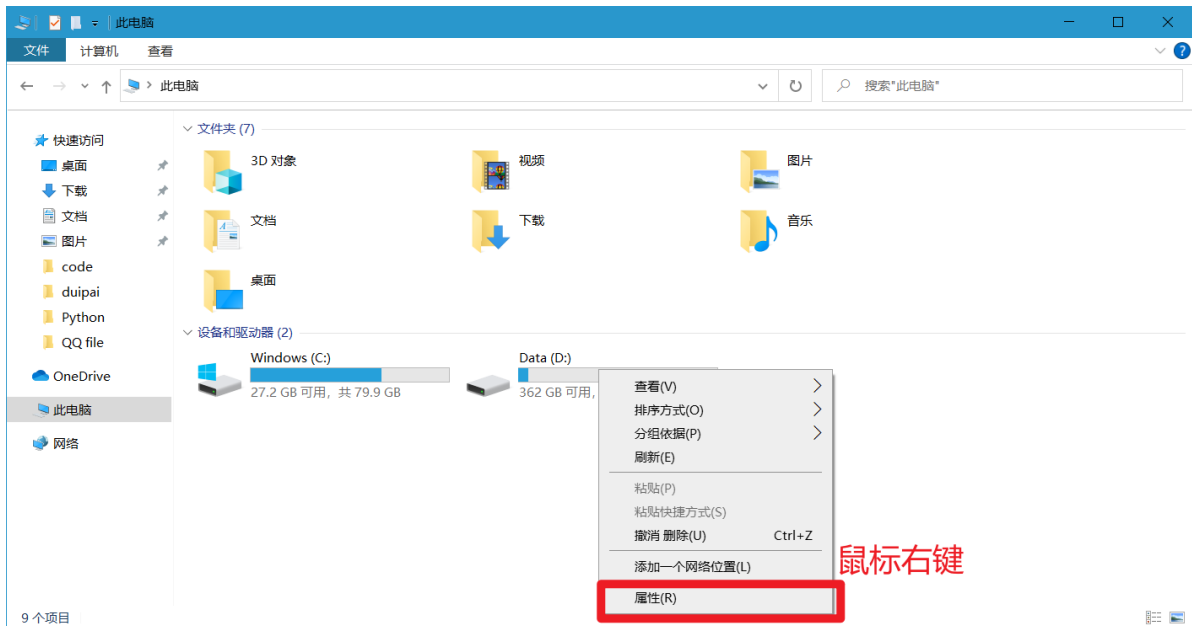 此电脑
文件 计算机 查看
此电脑 搜索"此电脑"
快速访问
桌面
下载
文档
图片
code
duipai
Python
QQ file
OneDrive
此电脑
网络
文件夹 (7)
3D 对象 视频 图片
文档 下载 音乐
桌面
设备和驱动器 (2)
Windows (C:)
27.2 GB 可用，共 79.9 GB
Data (D:)
362 GB 可用,
查看(V)
排序方式(O)
分组依据(P)
刷新(E)
粘贴(P)
粘贴快捷方式(S)
撤消 删除(U) Ctrl+Z
添加一个网络位置(L)
属性(R)
鼠标右键
9 个项目